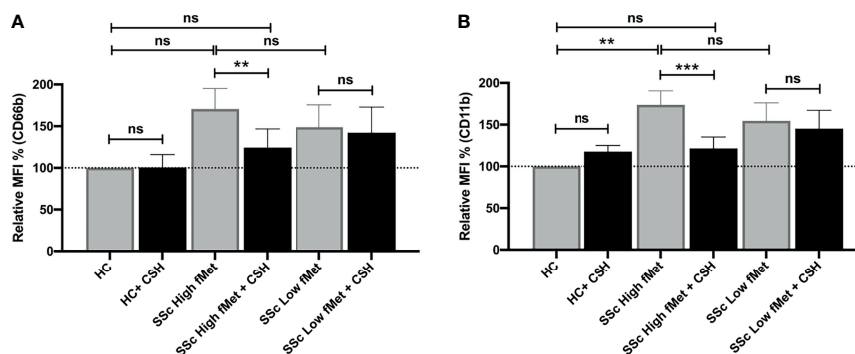 A
ns
ns
ns
**
ns
ns
Relative MFI % (CD66b)
200
150
100
50
0
HC
HC+ CSH
SSc High fMet
SSc High fMet + CSH
SSc Low fMet
SSc Low fMet + CSH
B
ns
**
ns
***
ns
ns
Relative MFI % (CD11b)
200
150
100
50
0
HC
HC+ CSH
SSc High fMet
SSc High fMet + CSH
SSc Low fMet
SSc Low fMet + CSH